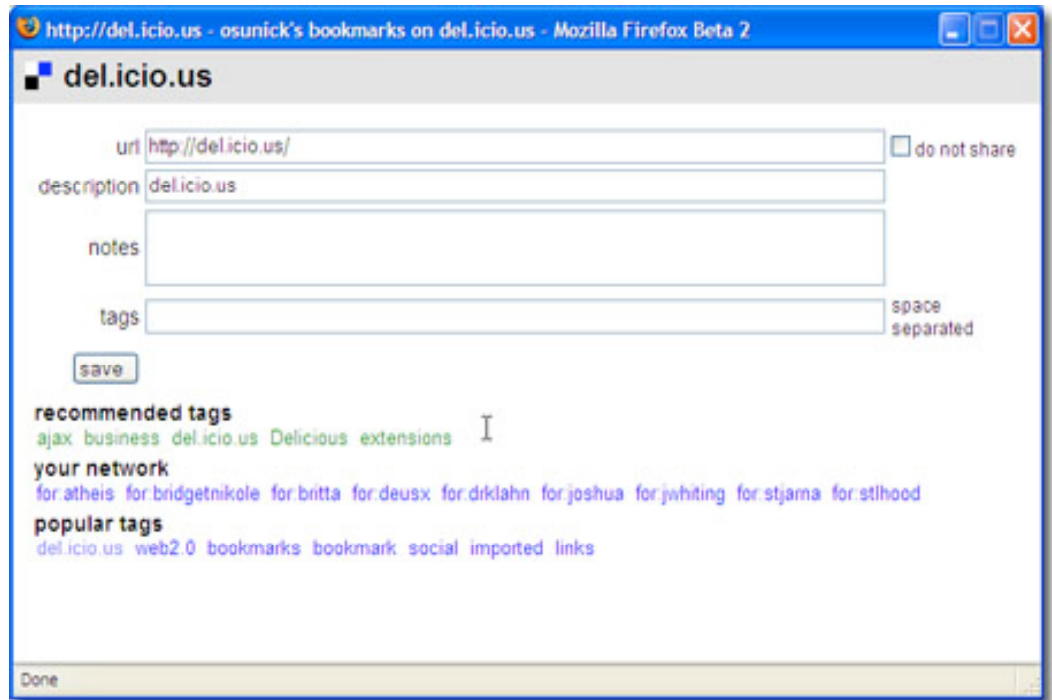 http://del.icio.us - osunick's bookmarks on del.icio.us - Mozilla Firefox Beta 2
del.icio.us
url http://del.icio.us/ do not share
description del.icio.us
notes
tags space
separated
save
recommended tags
ajax business del.icio.us Delicious extensions
your network
for:atheis for:bridgetnikole for:britta for:deusx for:drklahn for:joshua for:jwhiting for:stjarna for:stlhood
popular tags
del.icio.us web2.0 bookmarks bookmark social imported links
Done